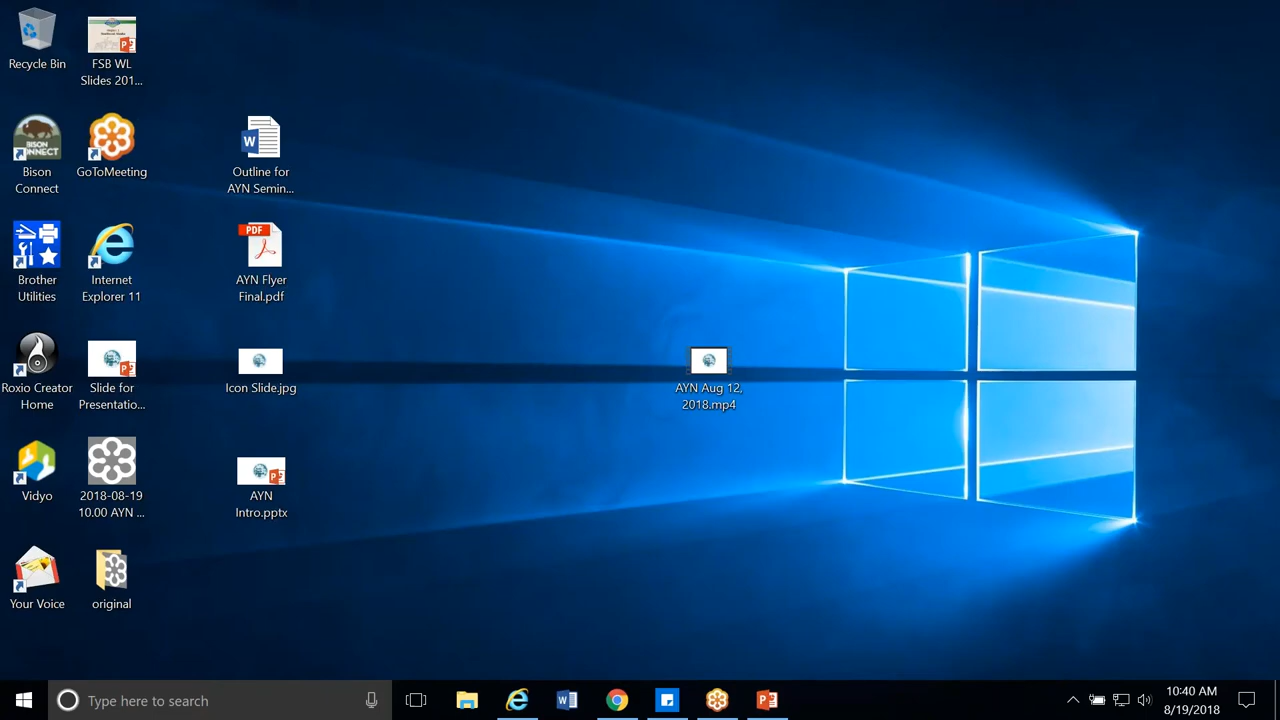 Recycle Bin
FSB WL
Slides 201...
Bison
Connect
GoToMeeting
Outline for
AYN Semin...
Brother
Utilities
Internet
Explorer 11
PDF
AYN Flyer
Final.pdf
Roxio Creator
Home
Slide for
Presentatio...
Icon Slide.jpg
AYN Aug 12,
2018.mp4
Vidyo
2018-08-19
10.00 AYN ...
AYN
Intro.pptx
Your Voice
original
Type here to search
10:40 AM
8/19/2018